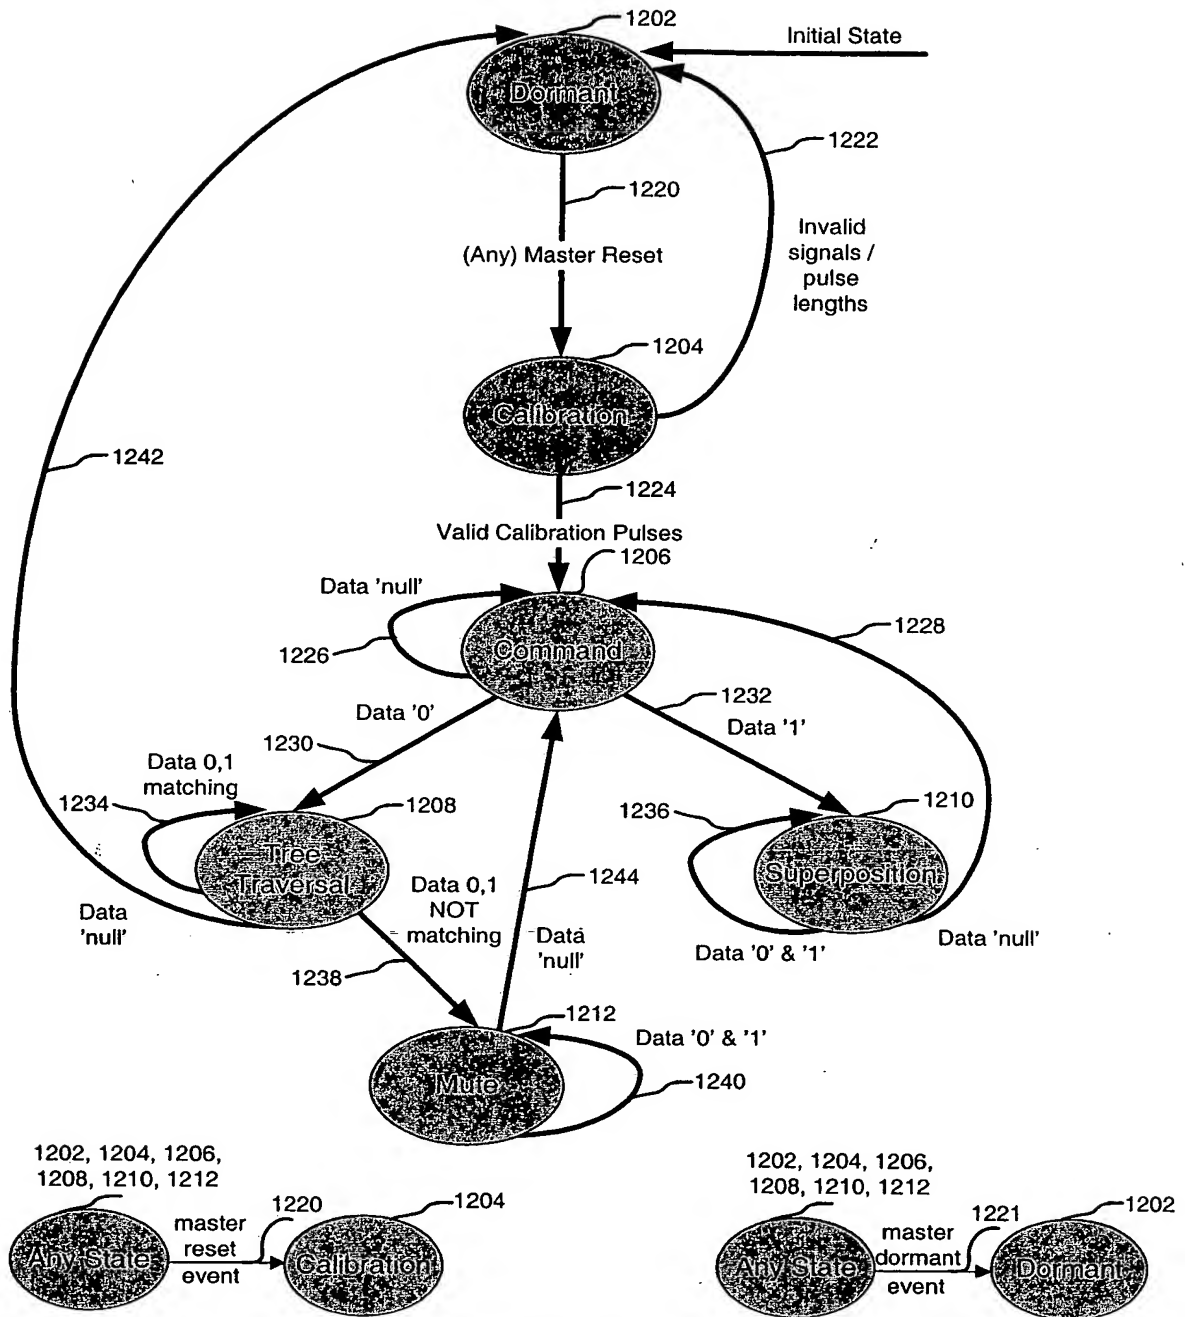 1202
Initial State
Dormant
1222
1220
Invalid
signals /
pulse
lengths
(Any) Master Reset
1204
Calibration
1242
1224
Valid Calibration Pulses
1206
Data 'null'
1228
1226
Command
1232
Data '0'
Data '1'
1230
Data 0,1
matching
1234
1208
1236
1210
Tree
Traversal
Superposition
Data 0,1
NOT
matching
1244
Data
'null'
Data
'null'
Data '0' & '1'
Data 'null'
1238
1212
Data '0' & '1'
Mute
1240
1202, 1204, 1206,
1208, 1210, 1212
1220
1204
master
reset
event
Any State
Calibration
1202, 1204, 1206,
1208, 1210, 1212
1221
1202
master
dormant
event
Any State
Dormant